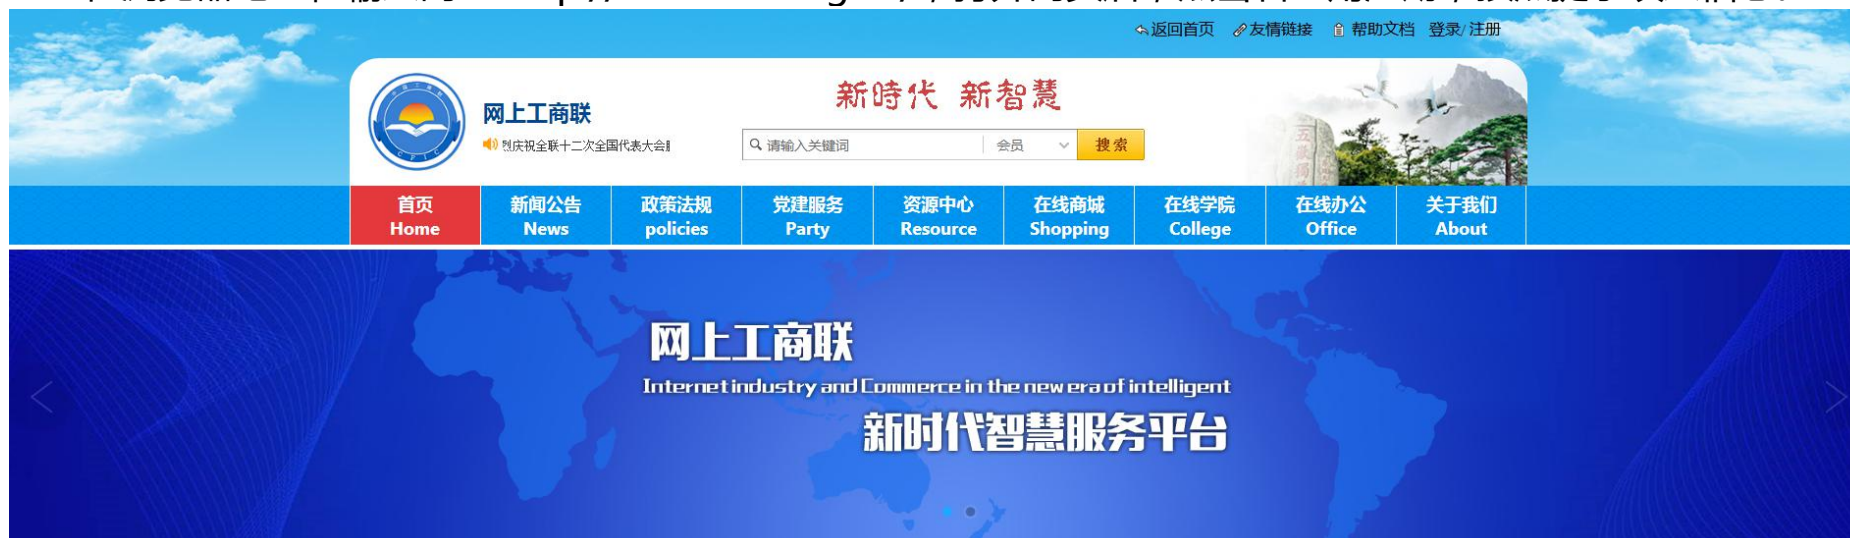 返回首页 友情链接 帮助文档 登录/注册
新時代 新智慧
网上工商联
烈庆祝全联十二次全国代表大会
请输入关键词 会员 搜索
首页 新闻公告 政策法规 党建服务 资源中心 在线商城 在线学院 在线办公 关于我们
Home News policies Party Resource Shopping College Office About
网上工商联
Internet industry and Commerce in the new era of intelligent
新时代智慧服务平台